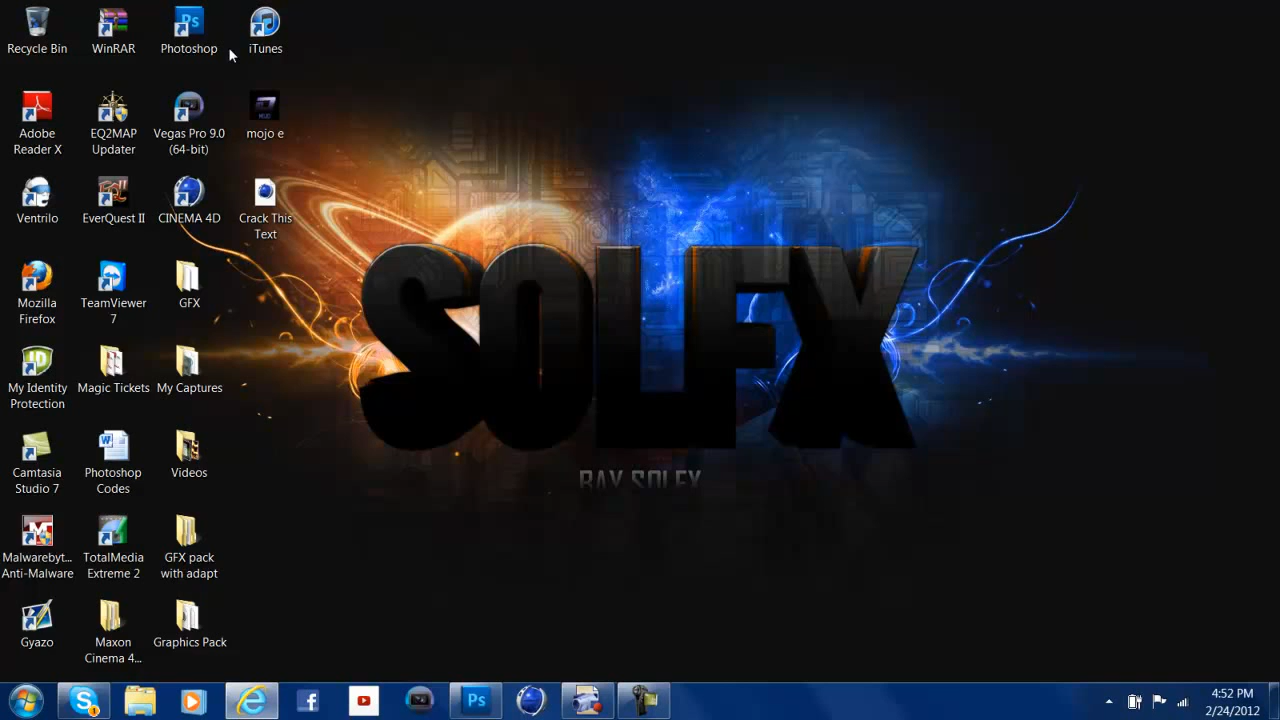 Recycle Bin
WinRAR
Photoshop
iTunes
Adobe
Reader X
EQ2MAP
Updater
Vegas Pro 9.0
(64-bit)
mojo e
Ventrilo
EverQuest II
CINEMA 4D
Crack This
Text
Mozilla
Firefox
TeamViewer
7
GFX
My Identity
Protection
Magic Tickets
My Captures
Camtasia
Studio 7
Photoshop
Codes
Videos
Malwarebyt...
Anti-Malware
TotalMedia
Extreme 2
GFX pack
with adapt
Gyazo
Maxon
Cinema 4...
Graphics Pack
SOLFX
RAY SOLFX
4:52 PM
2/24/2012